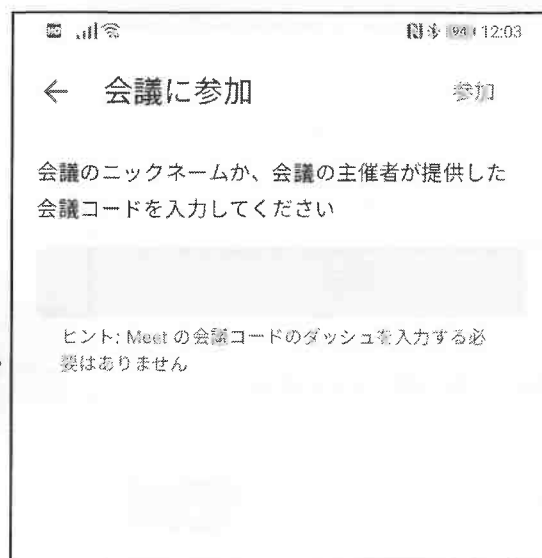 94 12:03
← 会議に参加 参加
会議のニックネームか、会議の主催者が提供した
会議コードを入力してください
ヒント: Meet の会議コードのダッシュを入力する必
要はありません